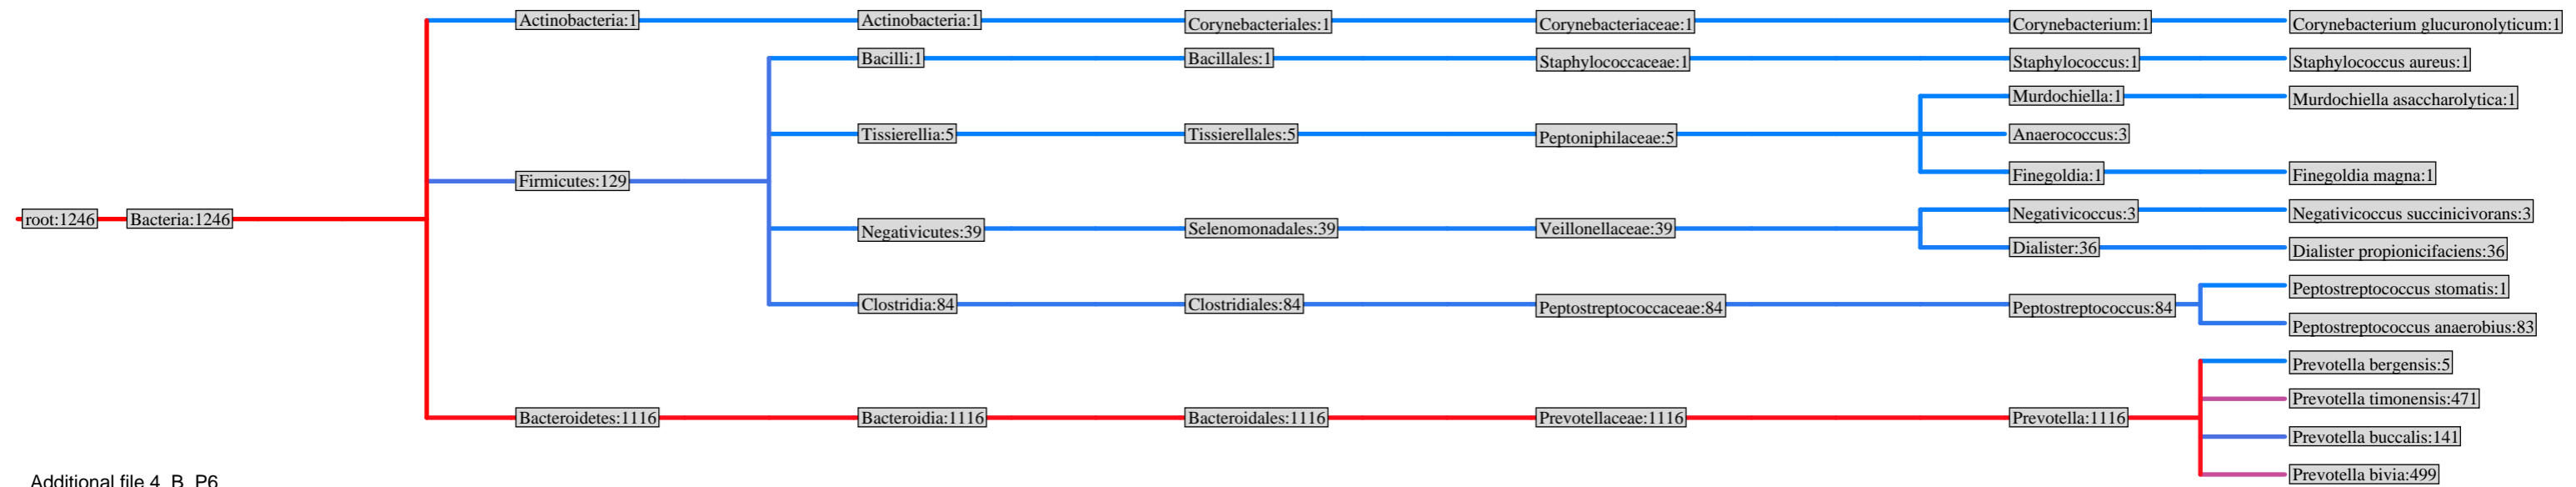 Actinobacteria:1 Actinobacteria:1 Corynebacteriales:1 Corynebacteriaceae:1 Corynebacterium:1 Corynebacterium glucuronolyticum:1
Bacilli:1 Bacillales:1 Staphylococcaceae:1 Staphylococcus:1 Staphylococcus aureus:1
Murdochiella:1 Murdochiella asaccharolytica:1
Tissierellia:5 Tissierellales:5 Peptoniphilaceae:5 Anaerococcus:3
Firmicutes:129 Finegoldia:1 Finegoldia magna:1
root:1246 Bacteria:1246 Negativicoccus:3 Negativicoccus succinicivorans:3
Negativicutes:39 Selenomonadales:39 Veillonellaceae:39
Dialister:36 Dialister propionicifaciens:36
Peptostreptococcus stomatis:1
Clostridia:84 Clostridiales:84 Peptostreptococcaceae:84 Peptostreptococcus:84
Peptostreptococcus anaerobius:83
Prevotella bergensis:5
Prevotella timonensis:471
Bacteroidetes:1116 Bacteroidia:1116 Bacteroidales:1116 Prevotellaceae:1116 Prevotella:1116
Prevotella buccalis:141
Prevotella bivia:499
Additional file 4 B P6